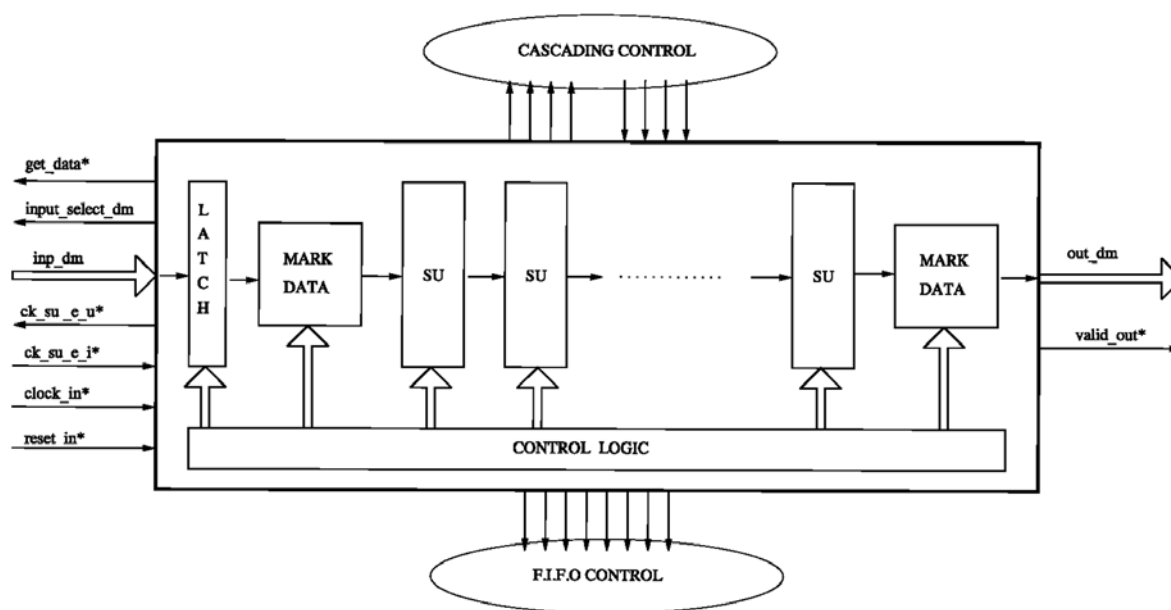 CASCADING CONTROL
get_data*
input_select_dm
inp_dm
ck_su_e_u*
ck_su_e_i*
clock_in*
reset_in*
L
A
T
C
H
MARK
DATA
SU
SU
SU
MARK
DATA
out_dm
valid_out*
CONTROL LOGIC
F.I.F.O CONTROL